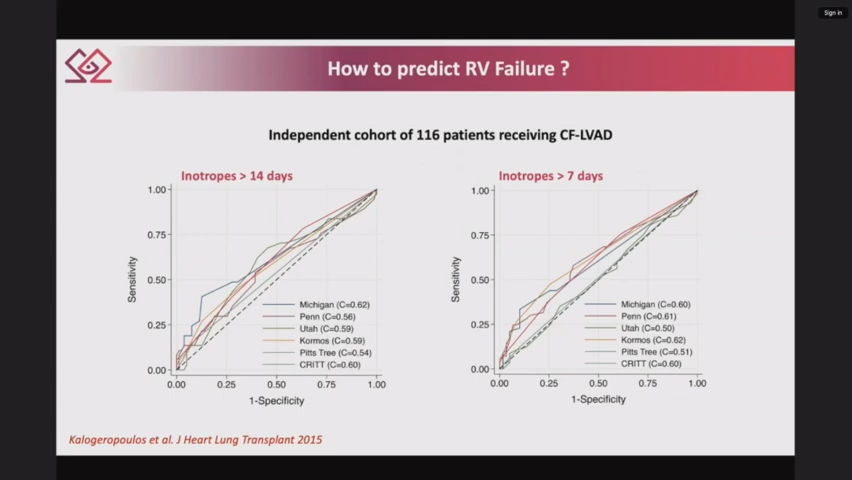 Sign in
How to predict RV Failure ?
Independent cohort of 116 patients receiving CF-LVAD
Inotropes > 14 days
1.00
0.75
0.50
0.25
0.00
Sensitivity
Michigan (C=0.62)
Penn (C=0.56)
Utah (C=0.59)
Kormos (C=0.59)
Pitts Tree (C=0.54)
CRITT (C=0.60)
0.00 0.25 0.50 0.75 1.00
1-Specificity
Inotropes > 7 days
1.00
0.75
0.50
0.25
0.00
Sensitivity
Michigan (C=0.60)
Penn (C=0.61)
Utah (C=0.50)
Kormos (C=0.62)
Pitts Tree (C=0.51)
CRITT (C=0.60)
0.00 0.25 0.50 0.75 1.00
1-Specificity
Kalogeropoulos et al. J Heart Lung Transplant 2015